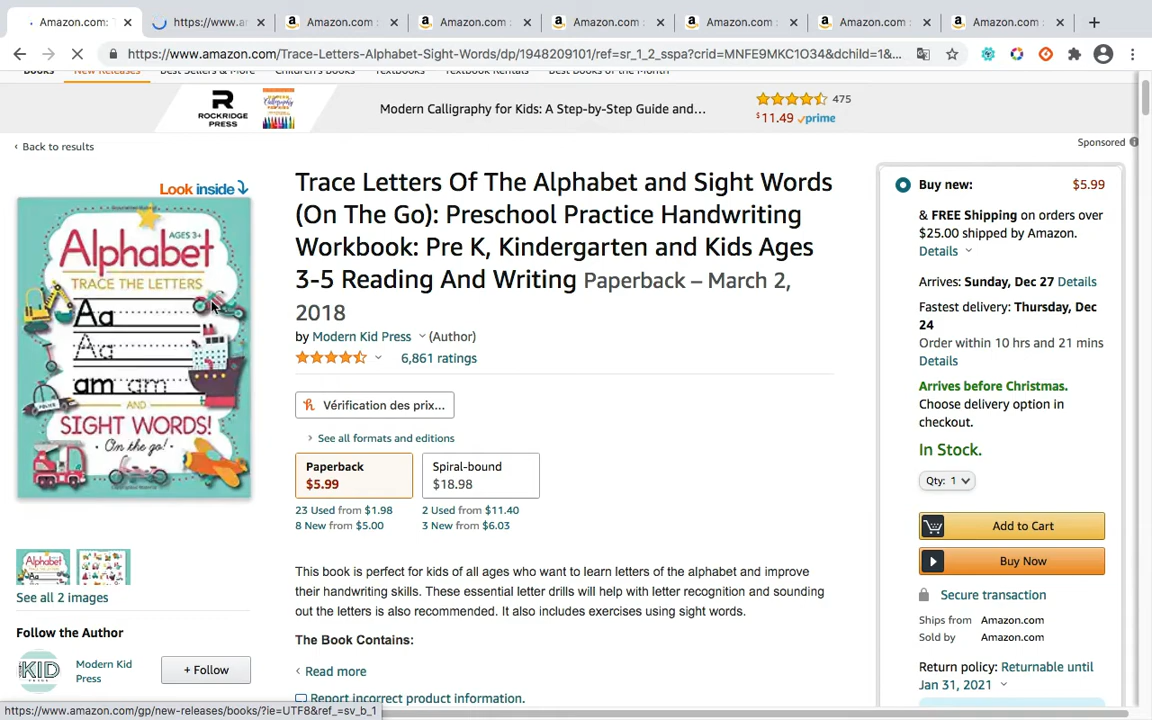 Amazon.com:
https://www.ar
Amazon.com
Amazon.com
Amazon.com
Amazon.com
Amazon.com
Amazon.com
https://www.amazon.com/Trace-Letters-Alphabet-Sight-Words/dp/1948209101/ref=sr_1_2_sspa?crid=MNFE9MKC1O34&dchild=1&...
Books New Releases Best Sellers & More Children's Books Textbooks Textbook Rentals Best Books of the Month
R
ROCKRIDGE
PRESS
Modern Calligraphy for Kids: A Step-by-Step Guide and...
475
$11.49 prime
Sponsored
‹ Back to results
Look inside
AGES 3+
Alphabet
TRACE THE LETTERS
Aa
Aa
am am
POLICE
AND
SIGHT WORDS!
On the go!
See all 2 images
Follow the Author
KID
Modern Kid
Press
+ Follow
Trace Letters Of The Alphabet and Sight Words
(On The Go): Preschool Practice Handwriting
Workbook: Pre K, Kindergarten and Kids Ages
3-5 Reading And Writing Paperback – March 2,
2018
by Modern Kid Press (Author)
6,861 ratings
Vérification des prix...
› See all formats and editions
Paperback
$5.99
Spiral-bound
$18.98
23 Used from $1.98
8 New from $5.00
2 Used from $11.40
3 New from $6.03
This book is perfect for kids of all ages who want to learn letters of the alphabet and improve
their handwriting skills. These essential letter drills will help with letter recognition and sounding
out the letters is also recommended. It also includes exercises using sight words.
The Book Contains:
‹ Read more
Report incorrect product information.
Buy new: $5.99
& FREE Shipping on orders over
$25.00 shipped by Amazon.
Details
Arrives: Sunday, Dec 27 Details
Fastest delivery: Thursday, Dec
24
Order within 10 hrs and 21 mins
Details
Arrives before Christmas.
Choose delivery option in
checkout.
In Stock.
Qty: 1
Add to Cart
Buy Now
Secure transaction
Ships from Amazon.com
Sold by Amazon.com
Return policy: Returnable until
Jan 31, 2021
https://www.amazon.com/gp/new-releases/books/?ie=UTF8&ref_=sv_b_1